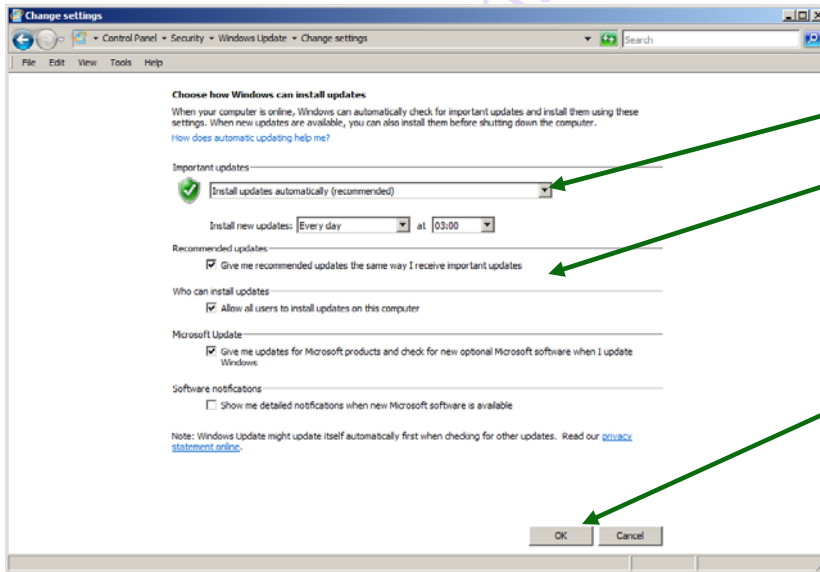 Change settings
Control Panel Security Windows Update Change settings Search
File Edit View Tools Help
Choose how Windows can install updates
When your computer is online, Windows can automatically check for important updates and install them using these
settings. When new updates are available, you can also install them before shutting down the computer.
How does automatic updating help me?
Important updates
Install updates automatically (recommended)
Install new updates: Every day at 03:00
Recommended updates
Give me recommended updates the same way I receive important updates
Who can install updates
Allow all users to install updates on this computer
Microsoft Update
Give me updates for Microsoft products and check for new optional Microsoft software when I update
Windows
Software notifications
Show me detailed notifications when new Microsoft software is available
Note: Windows Update might update itself automatically first when checking for other updates. Read our privacy
statement online.
OK Cancel